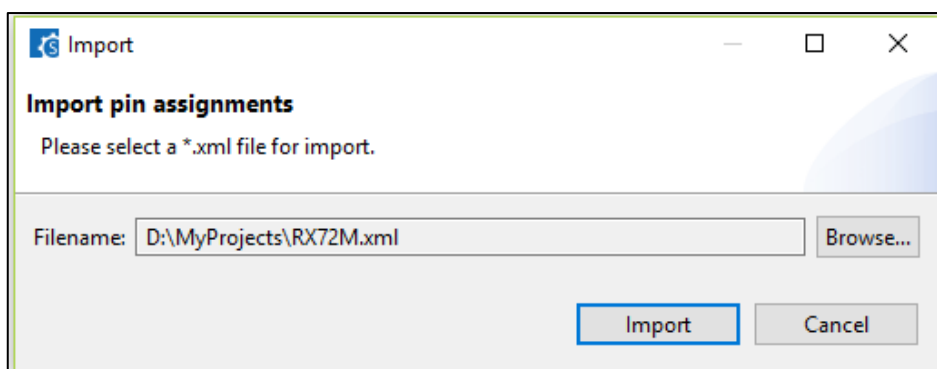 Import
Import pin assignments
Please select a *.xml file for import.
Filename: D:\MyProjects\RX72M.xml Browse...
Import Cancel